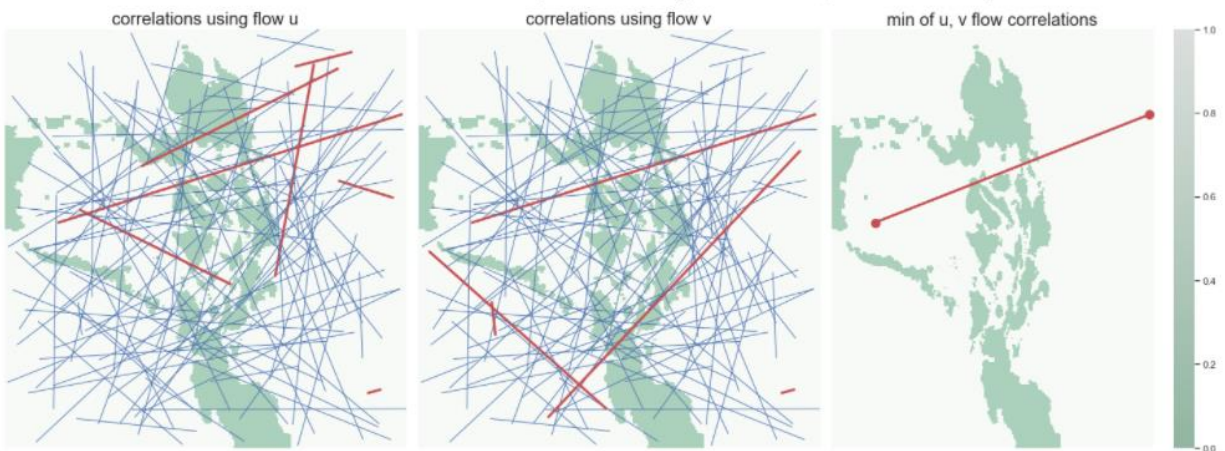 correlations using flow u
correlations using flow v
min of u, v flow correlations
1.0
0.8
0.6
0.4
0.2
0.0